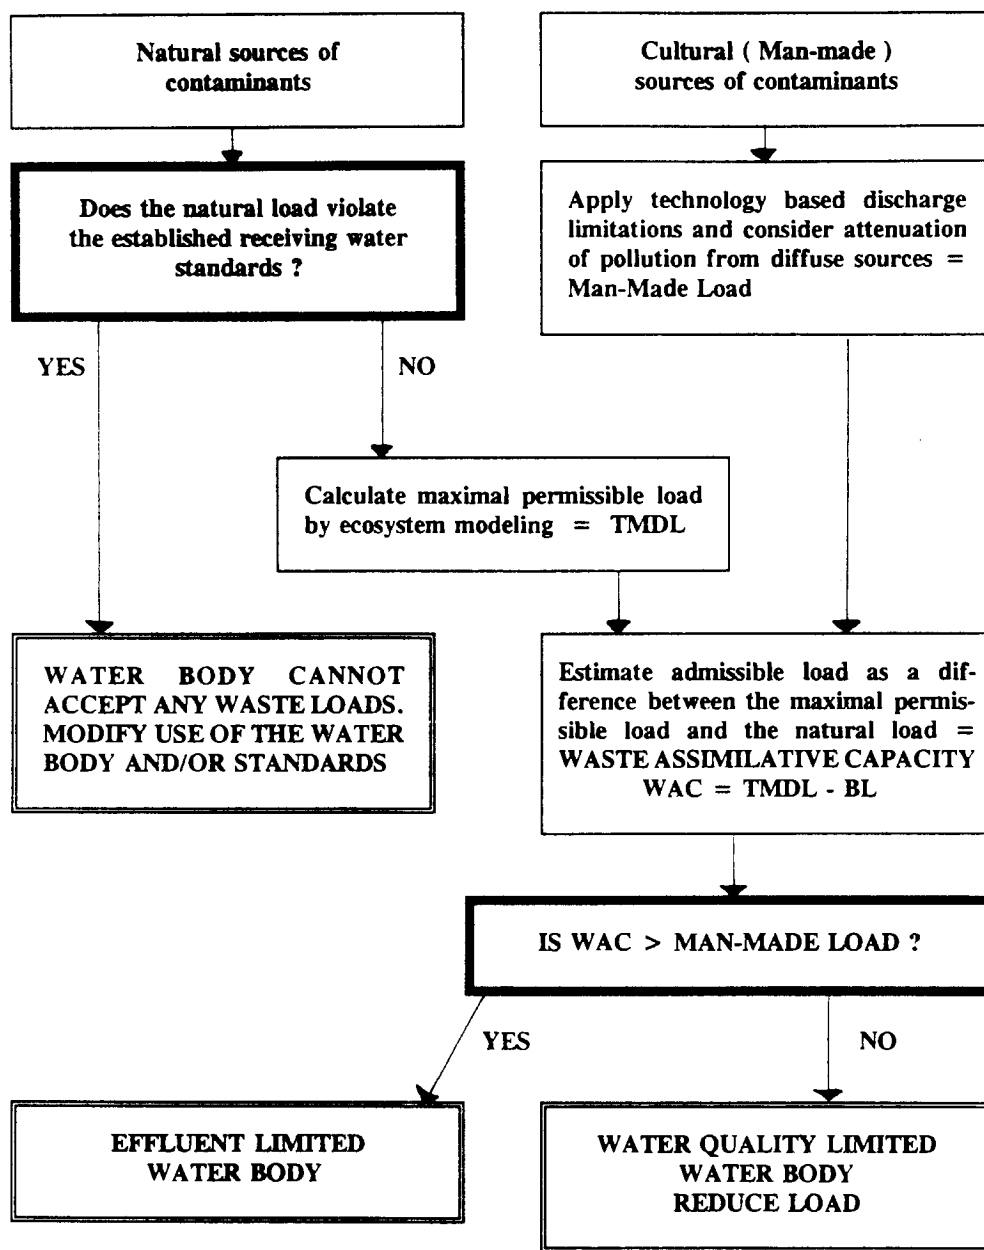 Natural sources of
contaminants
Cultural ( Man-made )
sources of contaminants
Does the natural load violate
the established receiving water
standards ?
Apply technology based discharge
limitations and consider attenuation
of pollution from diffuse sources =
Man-Made Load
YES
NO
Calculate maximal permissible load
by ecosystem modeling = TMDL
WATER BODY CANNOT
ACCEPT ANY WASTE LOADS.
MODIFY USE OF THE WATER
BODY AND/OR STANDARDS
Estimate admissible load as a dif-
ference between the maximal permis-
sible load and the natural load =
WASTE ASSIMILATIVE CAPACITY
WAC = TMDL - BL
IS WAC > MAN-MADE LOAD ?
YES
NO
EFFLUENT LIMITED
WATER BODY
WATER QUALITY LIMITED
WATER BODY
REDUCE LOAD